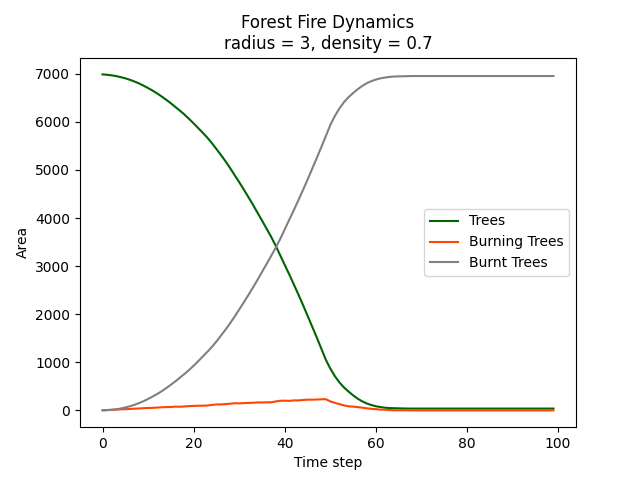 Forest Fire Dynamics
radius = 3, density = 0.7
7000
6000
5000
4000
3000
2000
1000
0
Area
Trees
Burning Trees
Burnt Trees
0 20 40 60 80 100
Time step